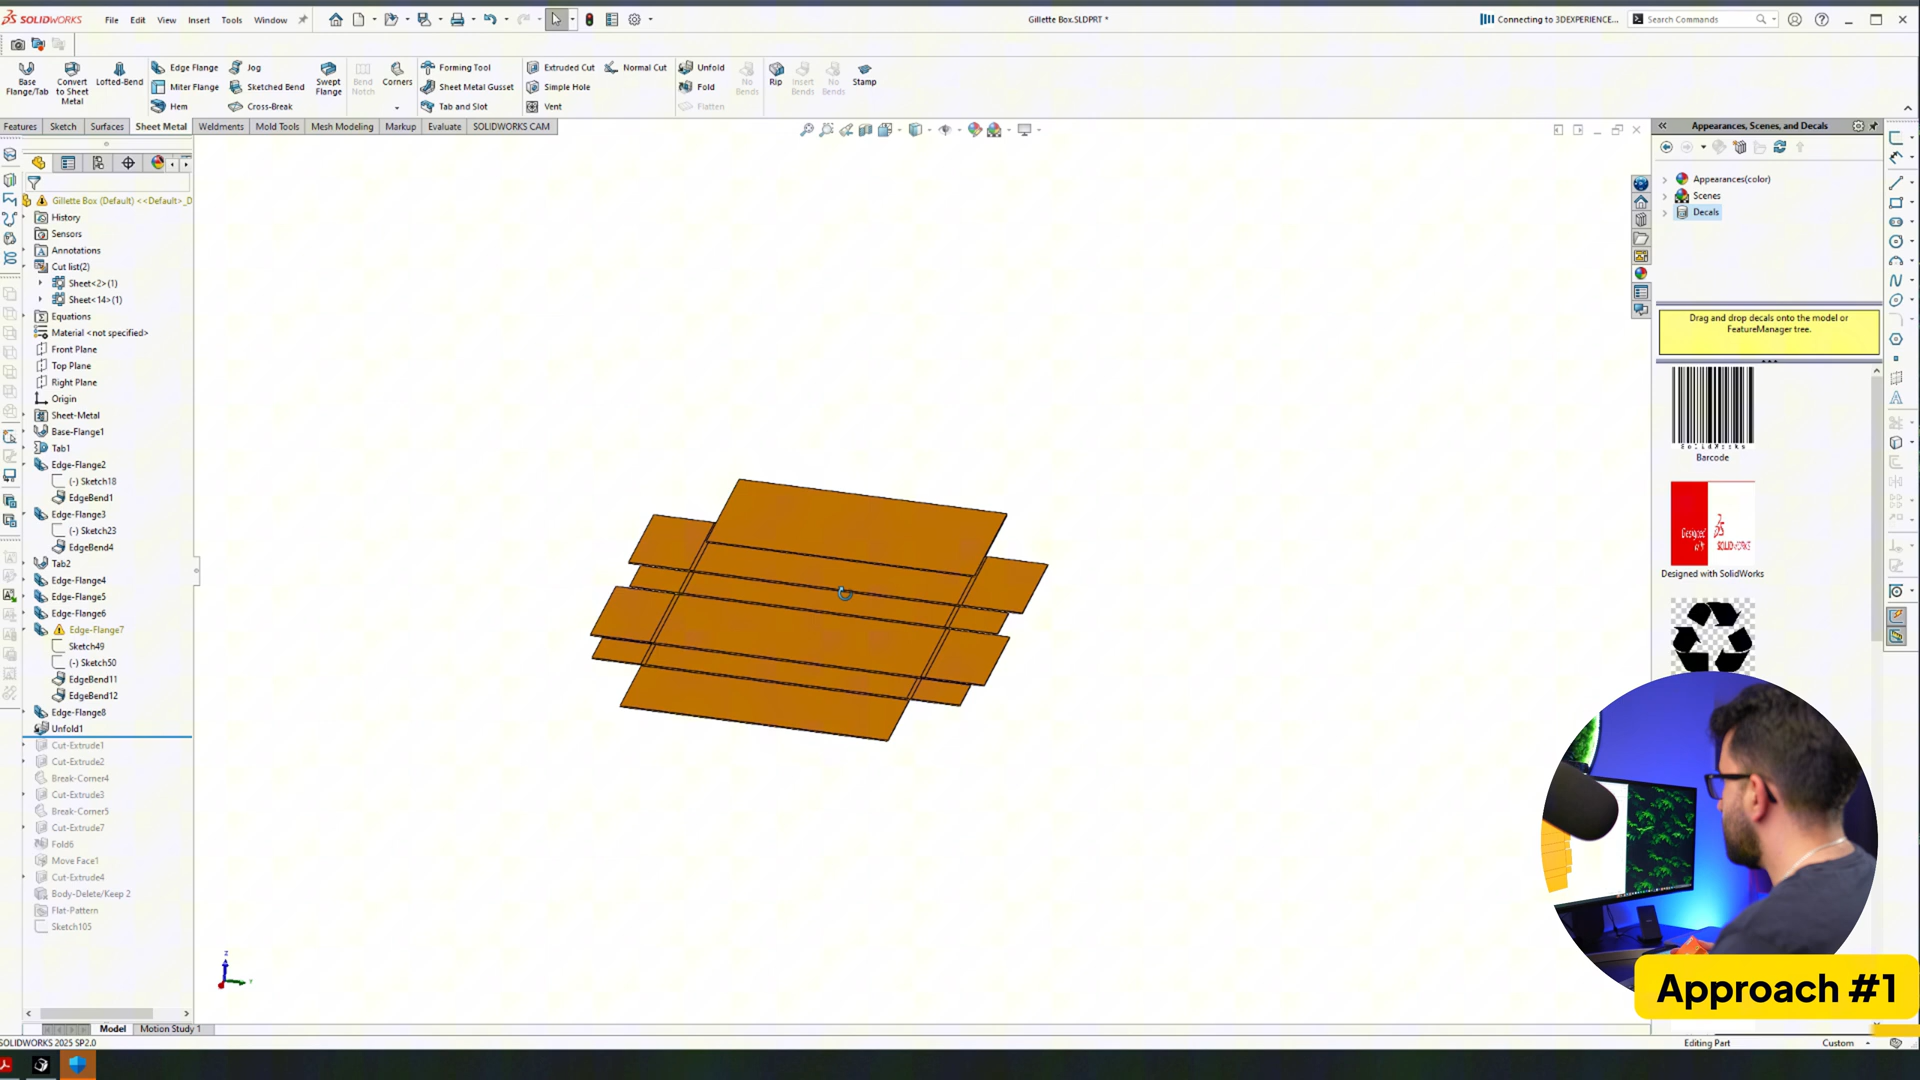 SOLIDWORKS
File
Edit
View
Insert
Tools
Window
Gillette Box.SLDPRT *
Connecting to 3DEXPERIENCE...
Search Commands
Base
Flange/Tab
Convert
to Sheet
Metal
Lofted-Bend
Edge Flange
Miter Flange
Hem
Jog
Sketched Bend
Cross-Break
Swept
Flange
Bend
Notch
Corners
Forming Tool
Sheet Metal Gusset
Tab and Slot
Extruded Cut
Simple Hole
Vent
Normal Cut
Unfold
Fold
Flatten
No
Bends
Rip
Insert
Bends
No
Bends
Stamp
Features
Sketch
Surfaces
Sheet Metal
Weldments
Mold Tools
Mesh Modeling
Markup
Evaluate
SOLIDWORKS CAM
Gillette Box (Default) <<Default>_D
History
Sensors
Annotations
Cut list(2)
Sheet<2>(1)
Sheet<14>(1)
Equations
Material <not specified>
Front Plane
Top Plane
Right Plane
Origin
Sheet-Metal
Base-Flange1
Tab1
Edge-Flange2
(-) Sketch18
EdgeBend1
Edge-Flange3
(-) Sketch23
EdgeBend4
Tab2
Edge-Flange4
Edge-Flange5
Edge-Flange6
Edge-Flange7
Sketch49
(-) Sketch50
EdgeBend11
EdgeBend12
Edge-Flange8
Unfold1
Cut-Extrude1
Cut-Extrude2
Break-Corner4
Cut-Extrude3
Break-Corner5
Cut-Extrude7
Fold6
Move Face1
Cut-Extrude4
Body-Delete/Keep 2
Flat-Pattern
Sketch105
Appearances, Scenes, and Decals
Appearances(color)
Scenes
Decals
Drag and drop decals onto the model or
FeatureManager tree.
SolidWorks
Barcode
Designed
with
SOLIDWORKS
Designed with SolidWorks
Approach #1
Model
Motion Study 1
SOLIDWORKS 2025 SP2.0
Editing Part
Custom